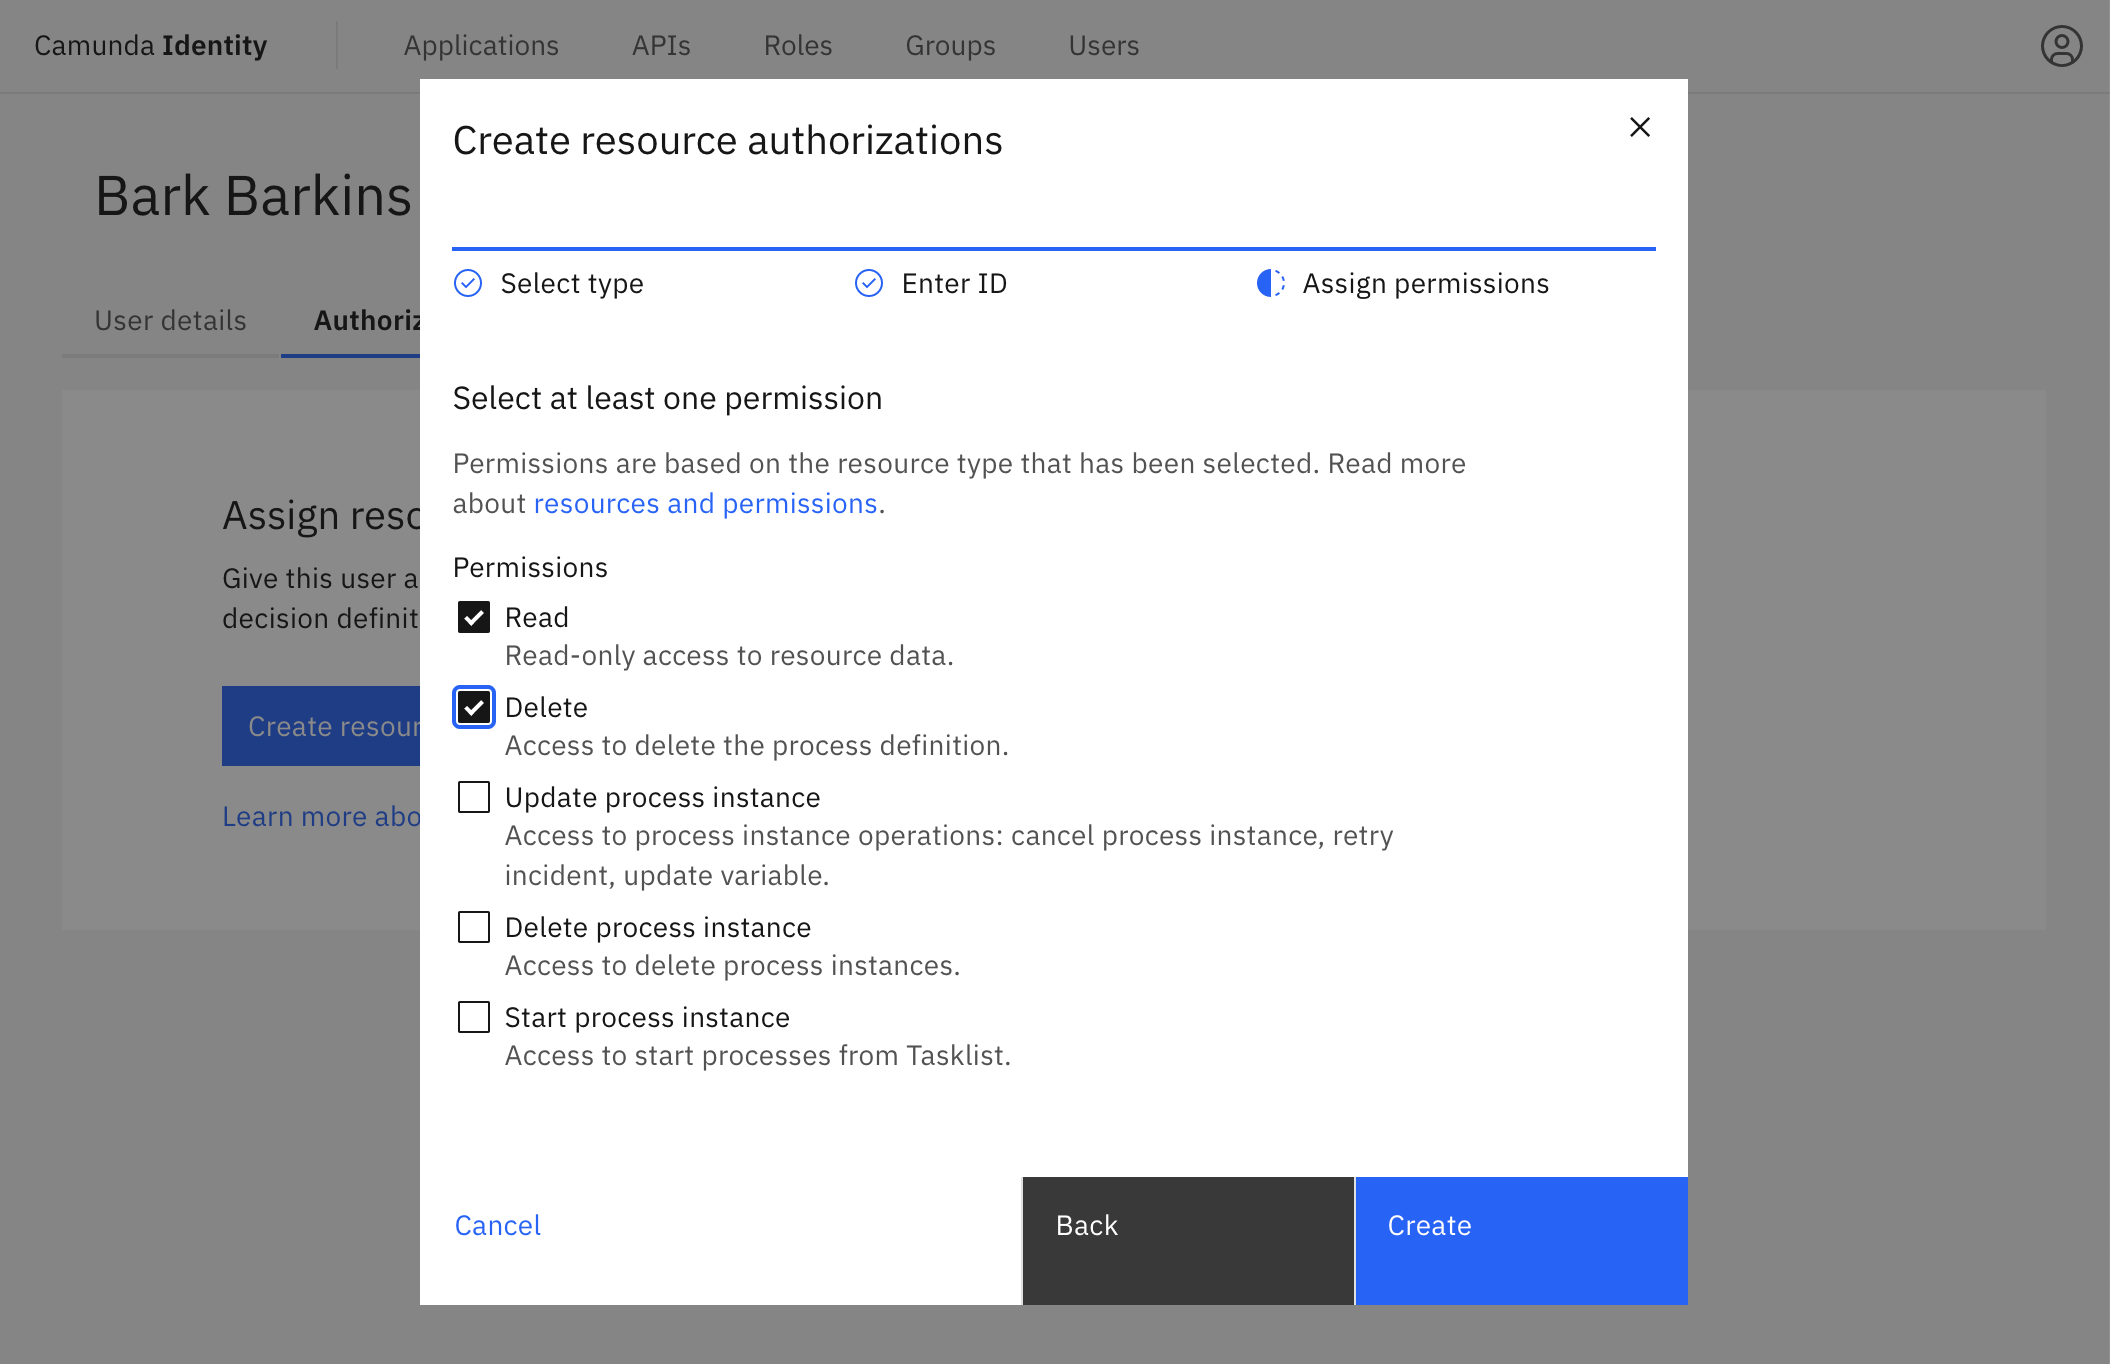 Camunda Identity
Applications
APIs
Roles
Groups
Users
Bark Barkins
User details
Create resource authorizations
Select type
Enter ID
Assign permissions
Select at least one permission
Permissions are based on the resource type that has been selected. Read more
about resources and permissions.
Permissions
Read
Read-only access to resource data.
Delete
Access to delete the process definition.
Update process instance
Access to process instance operations: cancel process instance, retry
incident, update variable.
Delete process instance
Access to delete process instances.
Start process instance
Access to start processes from Tasklist.
Cancel
Back
Create
Assign
Give this user
decision
Create
Learn more